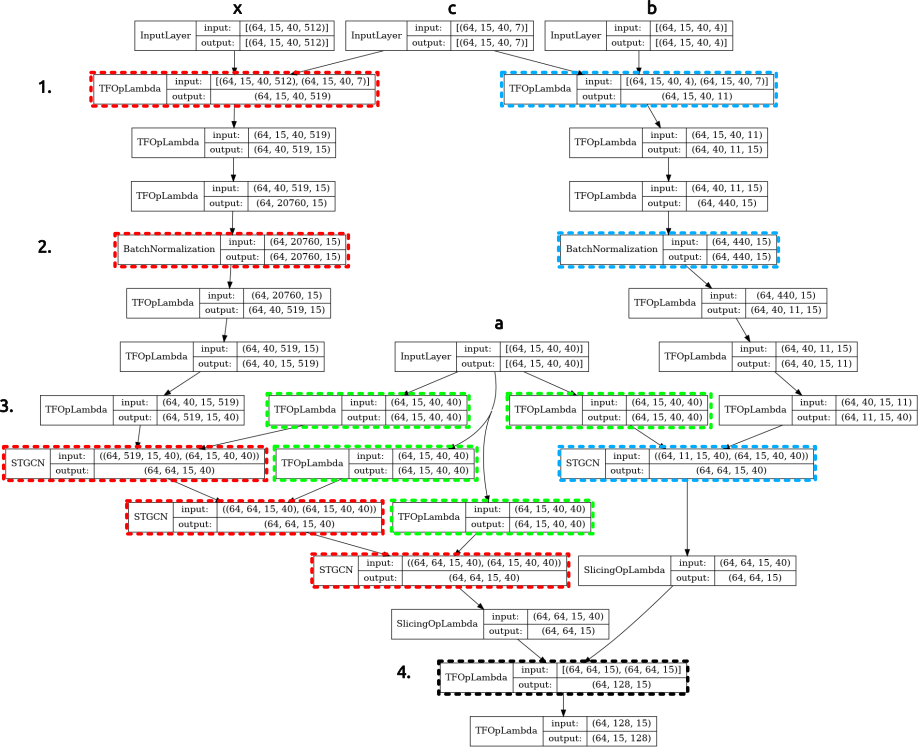 x c b
InputLayer input: [(64, 15, 40, 512)]
output: [(64, 15, 40, 512)]
InputLayer input: [(64, 15, 40, 7)]
output: [(64, 15, 40, 7)]
InputLayer input: [(64, 15, 40, 4)]
output: [(64, 15, 40, 4)]
1.
TFOpLambda input: [(64, 15, 40, 512), (64, 15, 40, 7)]
output: (64, 15, 40, 519)
TFOpLambda input: [(64, 15, 40, 4), (64, 15, 40, 7)]
output: (64, 15, 40, 11)
TFOpLambda input: (64, 15, 40, 519)
output: (64, 40, 519, 15)
TFOpLambda input: (64, 15, 40, 11)
output: (64, 40, 11, 15)
TFOpLambda input: (64, 40, 519, 15)
output: (64, 20760, 15)
TFOpLambda input: (64, 40, 11, 15)
output: (64, 440, 15)
2.
BatchNormalization input: (64, 20760, 15)
output: (64, 20760, 15)
BatchNormalization input: (64, 440, 15)
output: (64, 440, 15)
TFOpLambda input: (64, 20760, 15)
output: (64, 40, 519, 15)
TFOpLambda input: (64, 440, 15)
output: (64, 40, 11, 15)
a
TFOpLambda input: (64, 40, 519, 15)
output: (64, 40, 15, 519)
InputLayer input: [(64, 15, 40, 40)]
output: [(64, 15, 40, 40)]
TFOpLambda input: (64, 40, 11, 15)
output: (64, 40, 15, 11)
3.
TFOpLambda input: (64, 40, 15, 519)
output: (64, 519, 15, 40)
TFOpLambda input: (64, 15, 40, 40)
output: (64, 15, 40, 40)
TFOpLambda input: (64, 15, 40, 40)
output: (64, 15, 40, 40)
TFOpLambda input: (64, 40, 15, 11)
output: (64, 11, 15, 40)
STGCN input: ((64, 519, 15, 40), (64, 15, 40, 40))
output: (64, 64, 15, 40)
TFOpLambda input: (64, 15, 40, 40)
output: (64, 15, 40, 40)
STGCN input: ((64, 11, 15, 40), (64, 15, 40, 40))
output: (64, 64, 15, 40)
STGCN input: ((64, 64, 15, 40), (64, 15, 40, 40))
output: (64, 64, 15, 40)
TFOpLambda input: (64, 15, 40, 40)
output: (64, 15, 40, 40)
STGCN input: ((64, 64, 15, 40), (64, 15, 40, 40))
output: (64, 64, 15, 40)
SlicingOpLambda input: (64, 64, 15, 40)
output: (64, 64, 15)
SlicingOpLambda input: (64, 64, 15, 40)
output: (64, 64, 15)
4.
TFOpLambda input: [(64, 64, 15), (64, 64, 15)]
output: (64, 128, 15)
TFOpLambda input: (64, 128, 15)
output: (64, 15, 128)